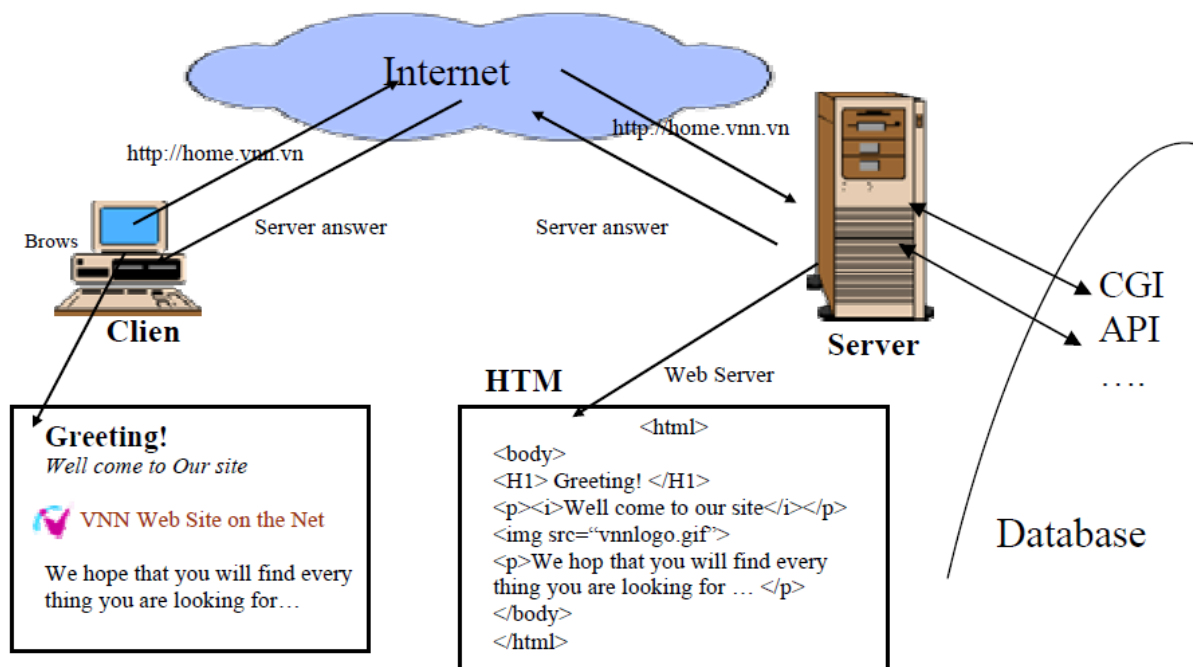 Internet
http://home.vnn.vn
http://home.vnn.vn
Server answer
Server answer
Brows
Clien
Server
CGI
API
....
Database
Web Server
HTM
Greeting!
Well come to Our site
VNN Web Site on the Net
We hope that you will find every
thing you are looking for…
<html>
<body>
<H1> Greeting! </H1>
<p><i>Well come to our site</i></p>
<img src=“vnnlogo.gif”>
<p>We hop that you will find every
thing you are looking for … </p>
</body>
</html>